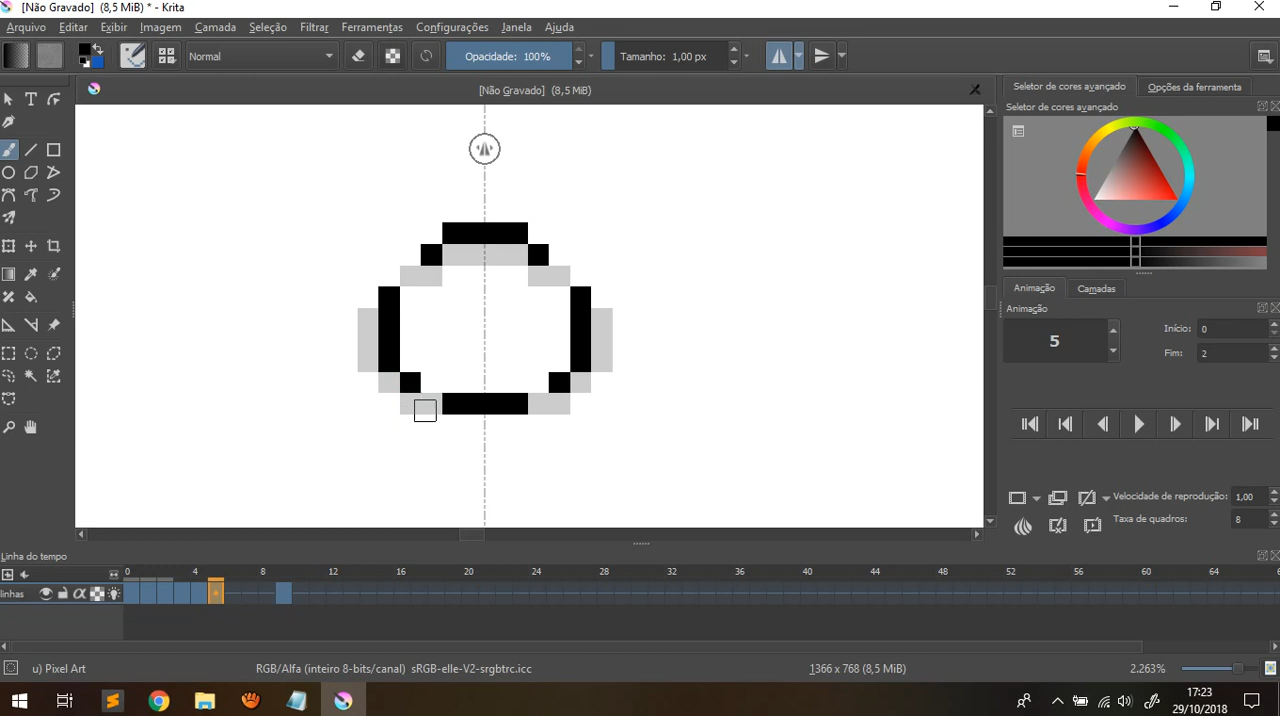 [Não Gravado] (8,5 MiB) * - Krita
Arquivo Editar Exibir Imagem Camada Seleção Filtrar Ferramentas Configurações Janela Ajuda
Normal Opacidade: 100% Tamanho: 1,00 px
[Não Gravado] (8,5 MiB)
Seletor de cores avançado Opções da ferramenta
Seletor de cores avançado
Animação Camadas
Animação
5 Início: 0
Fim: 2
Velocidade de reprodução: 1,00
Taxa de quadros: 8
Linha do tempo
0 4 8 12 16 20 24 28 32 36 40 44 48 52 56 60 64 6
linhas
u) Pixel Art RGB/Alfa (inteiro 8-bits/canal) sRGB-elle-V2-srgbtrc.icc 1366 x 768 (8,5 MiB) 2.263%
17:23
29/10/2018